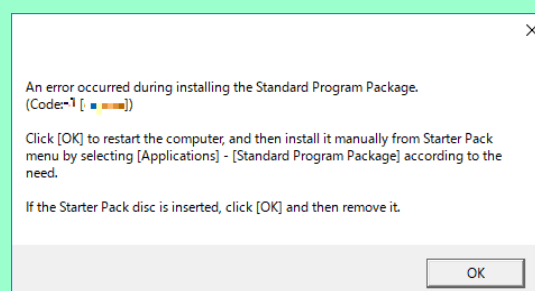 An error occurred during installing the Standard Program Package.
(Code:-1 [
])
Click [OK] to restart the computer, and then install it manually from Starter Pack
menu by selecting [Applications] - [Standard Program Package] according to the
need.
If the Starter Pack disc is inserted, click [OK] and then remove it.
OK